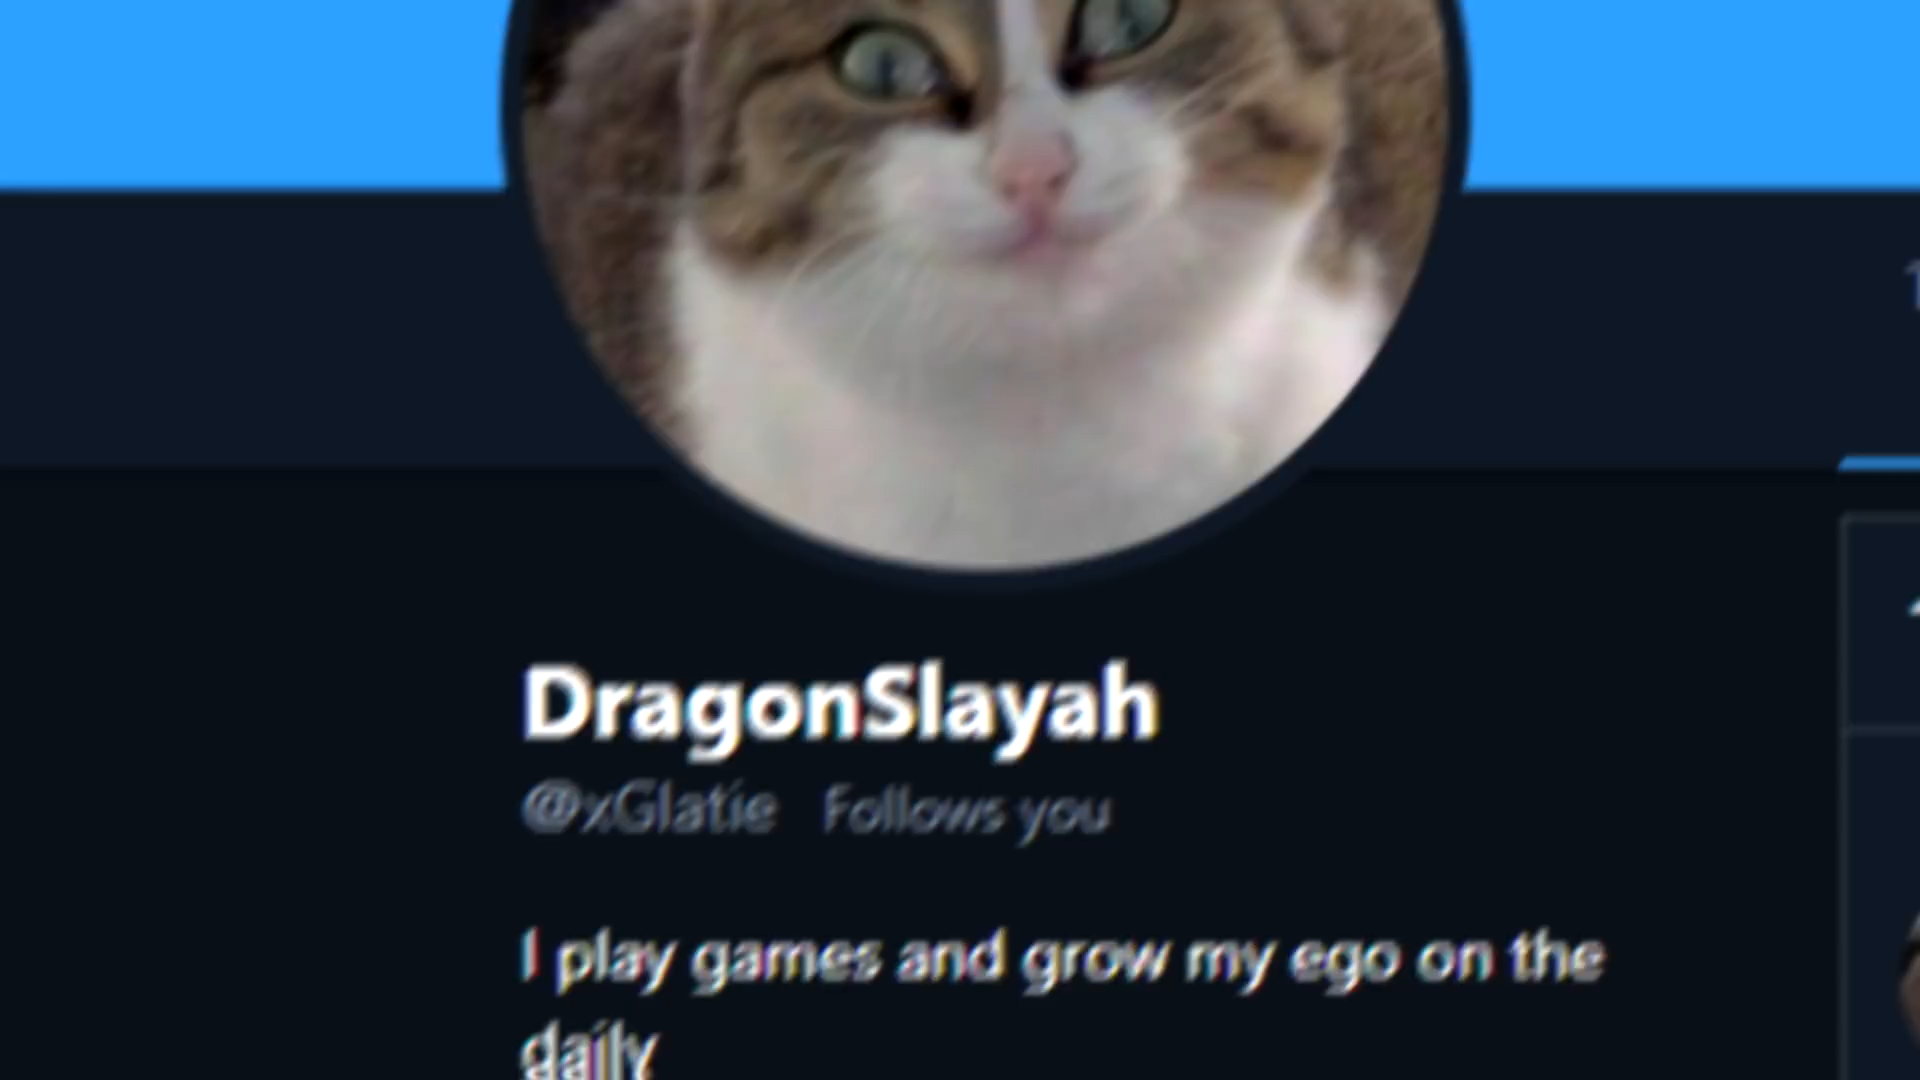 DragonSlayah
@xGlatie Follows you
I play games and grow my ego on the
daily